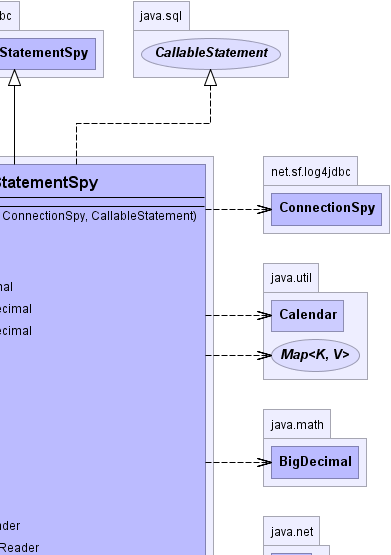 bc
java.sql
StatementSpy
CallableStatement
StatementSpy
net.sf.log4jdbc
ConnectionSpy
ConnectionSpy, CallableStatement)
java.util
Calendar
Map<K, V>
mal
ecimal
ecimal
java.math
BigDecimal
java.net
ader
Reader